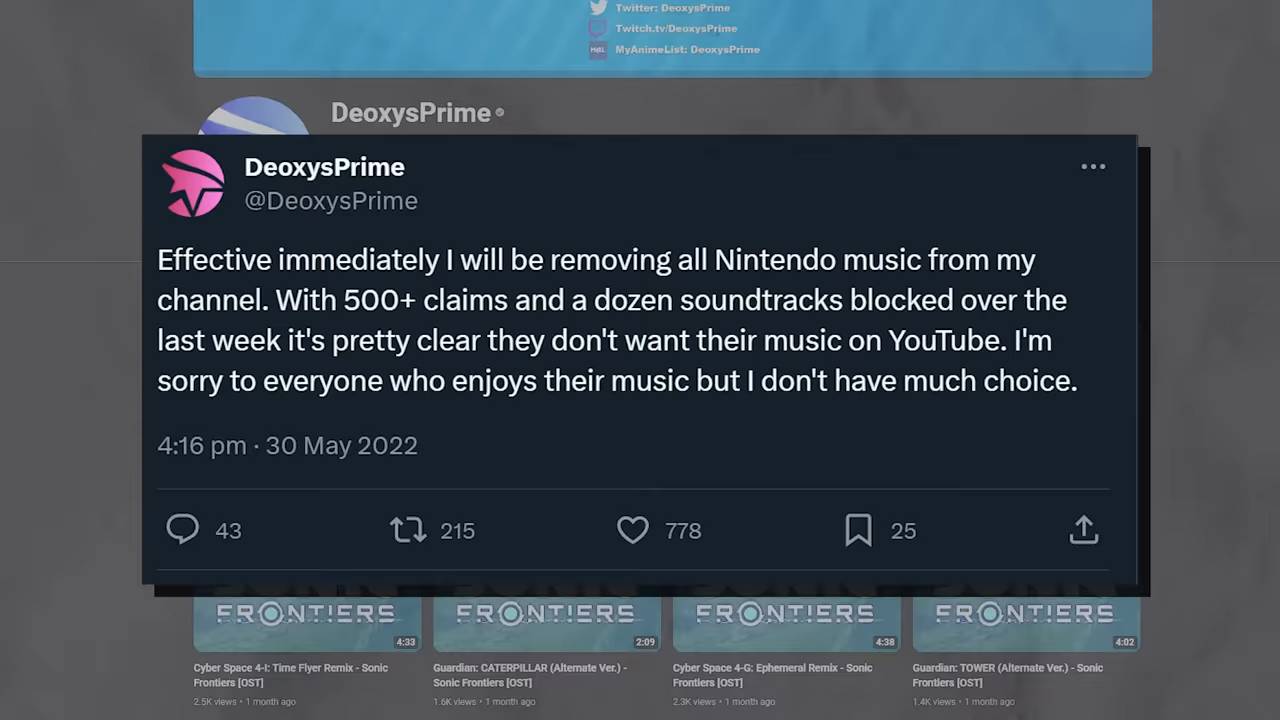 Twitter: DeoxysPrime
Twitch.tv/DeoxysPrime
MyAnimeList: DeoxysPrime
DeoxysPrime
DeoxysPrime
@DeoxysPrime
Effective immediately I will be removing all Nintendo music from my
channel. With 500+ claims and a dozen soundtracks blocked over the
last week it's pretty clear they don't want their music on YouTube. I'm
sorry to everyone who enjoys their music but I don't have much choice.
4:16 pm · 30 May 2022
43 215 778 25
FRONTIERS FRONTIERS FRONTIERS FRONTIERS
4:33 2:09 4:38 4:02
Cyber Space 4-I: Time Flyer Remix - Sonic
Frontiers [OST]
2.5K views • 1 month ago
Guardian: CATERPILLAR (Alternate Ver.) -
Sonic Frontiers [OST]
1.6K views • 1 month ago
Cyber Space 4-G: Ephemeral Remix - Sonic
Frontiers [OST]
2.3K views • 1 month ago
Guardian: TOWER (Alternate Ver.) - Sonic
Frontiers [OST]
1.4K views • 1 month ago